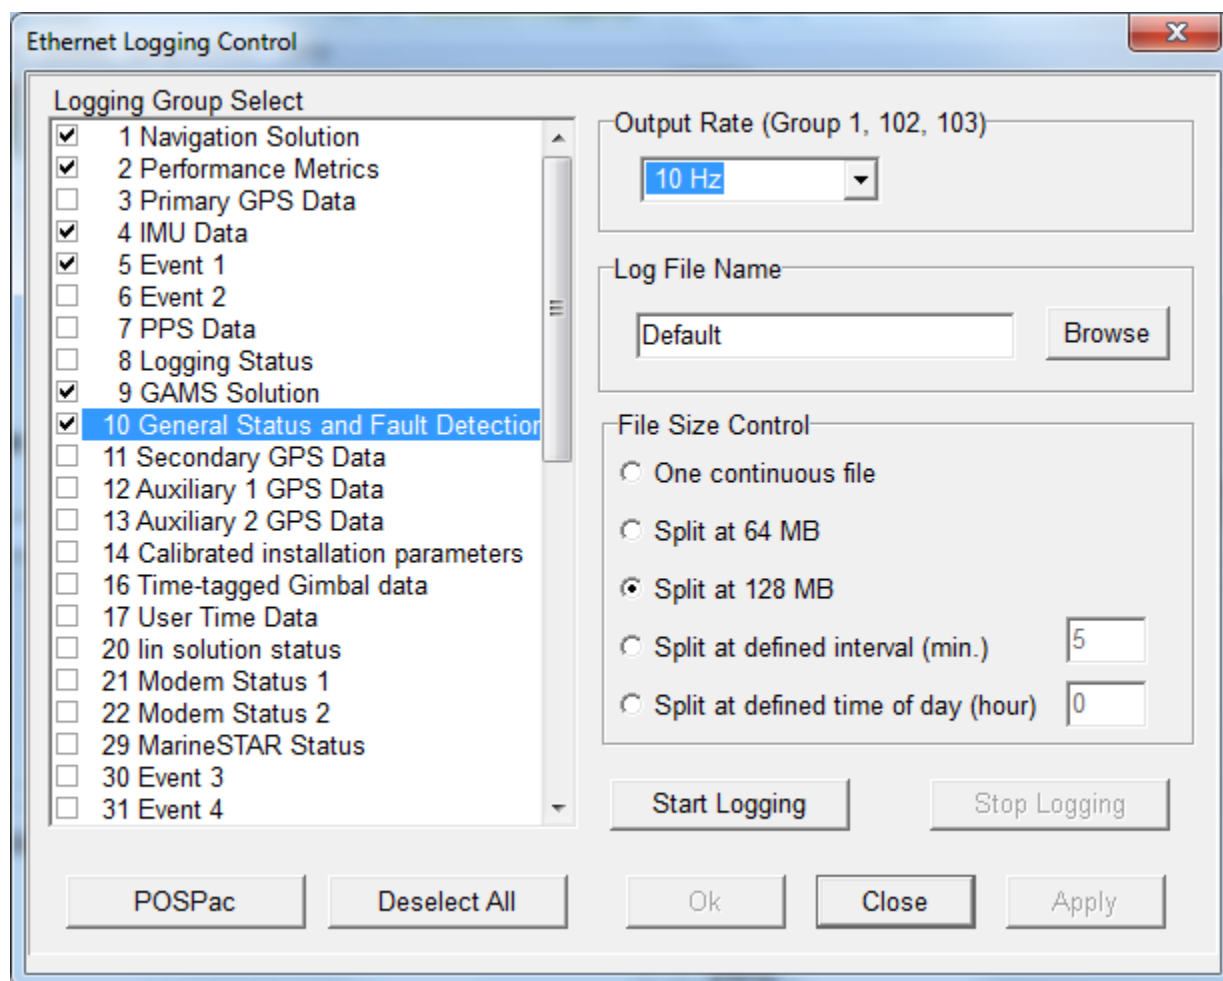 Ethernet Logging Control
Logging Group Select
1 Navigation Solution
2 Performance Metrics
3 Primary GPS Data
4 IMU Data
5 Event 1
6 Event 2
7 PPS Data
8 Logging Status
9 GAMS Solution
10 General Status and Fault Detection
11 Secondary GPS Data
12 Auxiliary 1 GPS Data
13 Auxiliary 2 GPS Data
14 Calibrated installation parameters
16 Time-tagged Gimbal data
17 User Time Data
20 Iin solution status
21 Modem Status 1
22 Modem Status 2
29 MarineSTAR Status
30 Event 3
31 Event 4
Output Rate (Group 1, 102, 103)
10 Hz
Log File Name
Default
Browse
File Size Control
One continuous file
Split at 64 MB
Split at 128 MB
Split at defined interval (min.) 5
Split at defined time of day (hour) 0
Start Logging Stop Logging
POSPac Deselect All Ok Close Apply